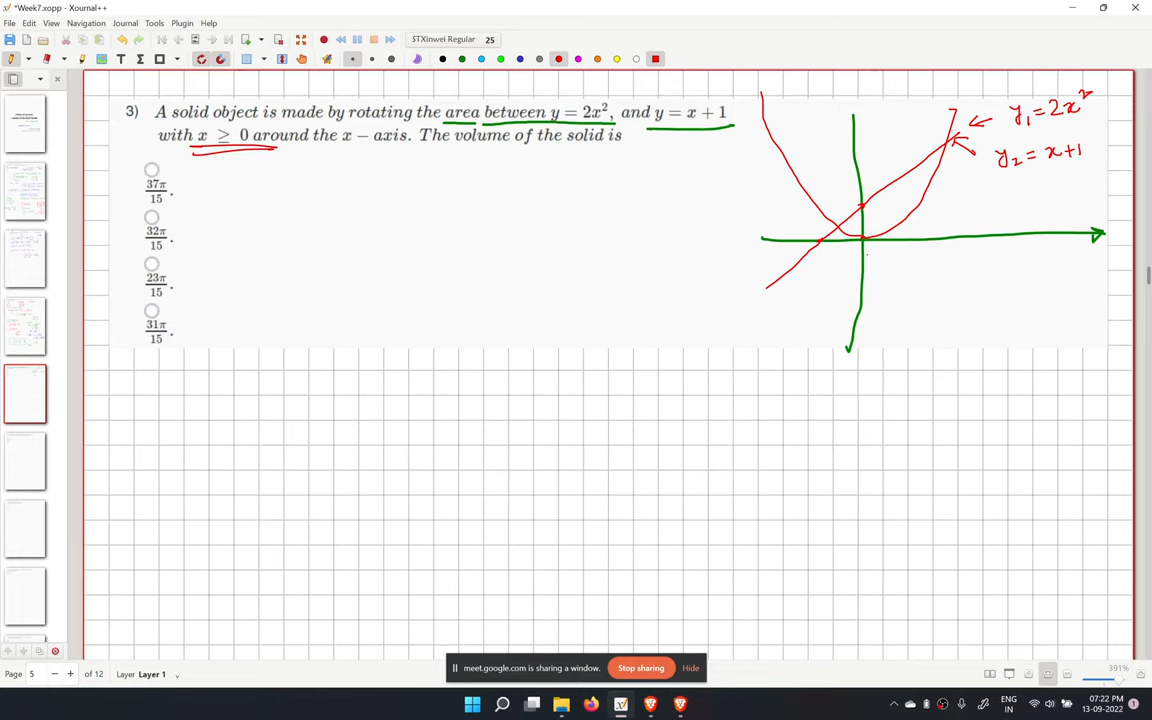 *Week7.xopp - Xournal++
File Edit View Navigation Journal Tools Plugin Help
STXinwei Regular 25
3) A solid object is made by rotating the area between y = 2x², and y = x + 1
with x ≥ 0 around the x − axis. The volume of the solid is
37π/15.
32π/15.
23π/15.
31π/15.
y₁ = 2x²
y₂ = x+1
meet.google.com is sharing a window. Stop sharing Hide
Page 5 of 12 Layer Layer 1
391%
ENG
IN
07:22 PM
13-09-2022